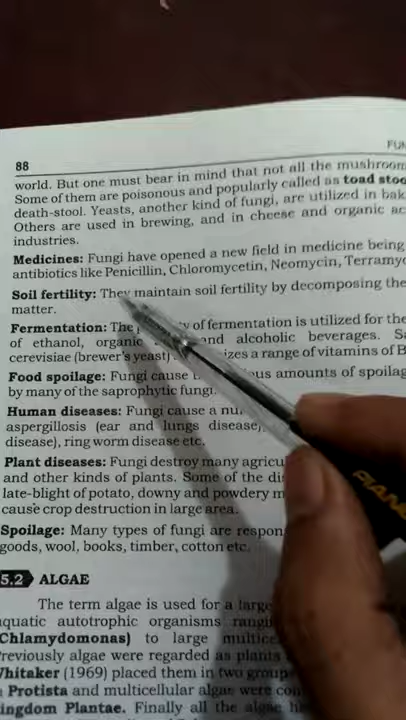 88
world. But one must bear in mind that not all the mushroom
Some of them are poisonous and popularly called as toad stoo
death-stool. Yeasts, another kind of fungi, are utilized in bak
Others are used in brewing, and in cheese and organic ac
industries.
Medicines: Fungi have opened a new field in medicine being
antibiotics like Penicillin, Chloromycetin, Neomycin, Terramyc
Soil fertility: They maintain soil fertility by decomposing the
matter.
Fermentation: The of fermentation is utilized for the
of ethanol, organic and alcoholic beverages.
cerevisiae (brewer's yeast) izes a range of vitamins of B
Food spoilage: Fungi cause ous amounts of spoilag
by many of the saprophytic fungi.
Human diseases: Fungi cause a nu
aspergillosis (ear and lungs disease)
disease), ring worm disease etc.
Plant diseases: Fungi destroy many agricu
and other kinds of plants. Some of the di
late-blight of potato, downy and powdery m
cause crop destruction in large area.
Spoilage: Many types of fungi are respon
goods, wool, books, timber, cotton etc.
5.2 ALGAE
The term algae is used for a large
aquatic autotrophic organisms rangi
Chlamydomonas) to large multice
reviously algae were regarded as plants
Whitaker (1969) placed them in two group
Protista and multicellular algae were con
ingdom Plantae. Finally all the algae
PIANO